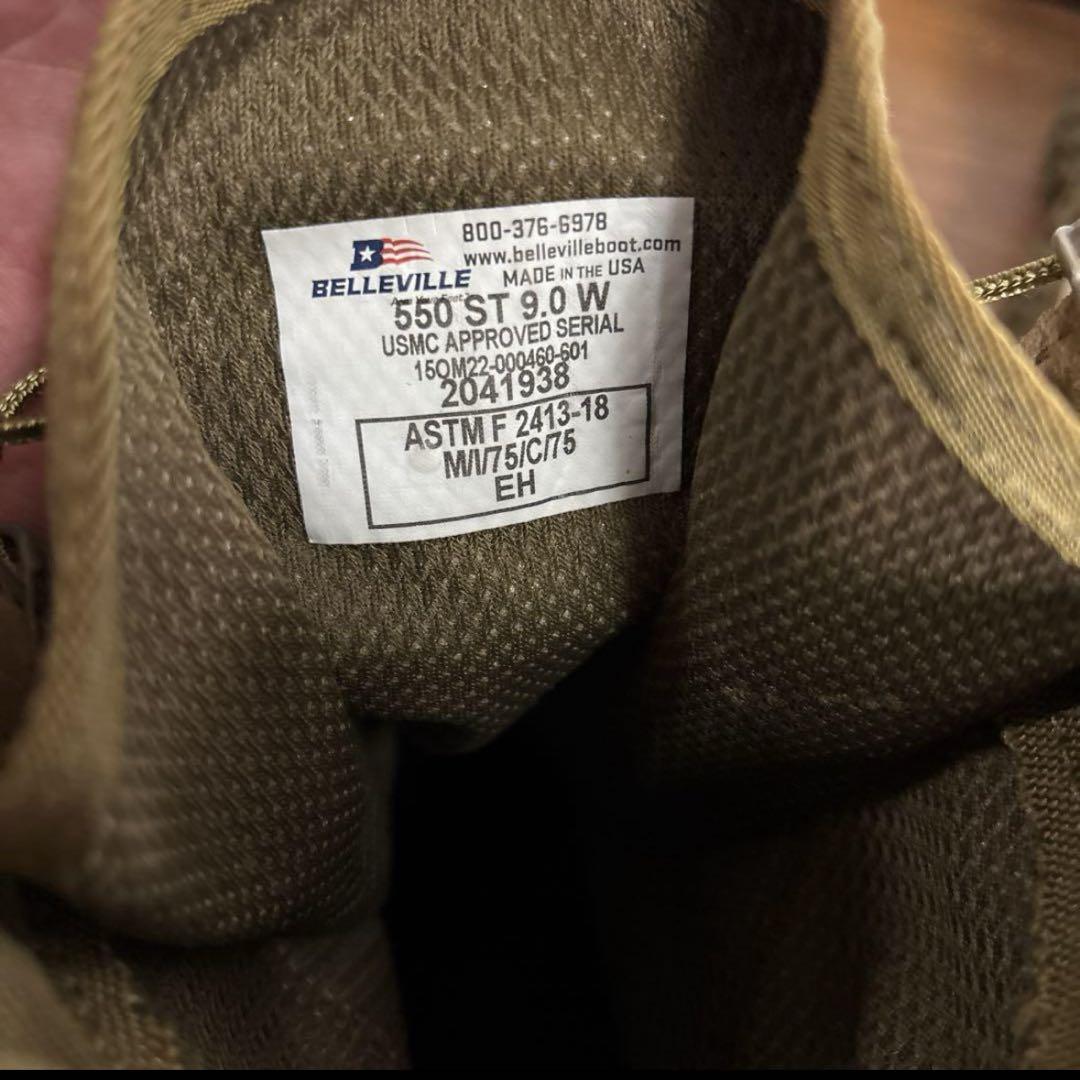 800-376-6978
www.bellevilleboot.com
BELLEVILLE
MADE IN THE USA
550 ST 9.0 W
USMC APPROVED SERIAL
15QM22-000460-601
2041938
ASTM F 2413-18
M/I/75/C/75
EH